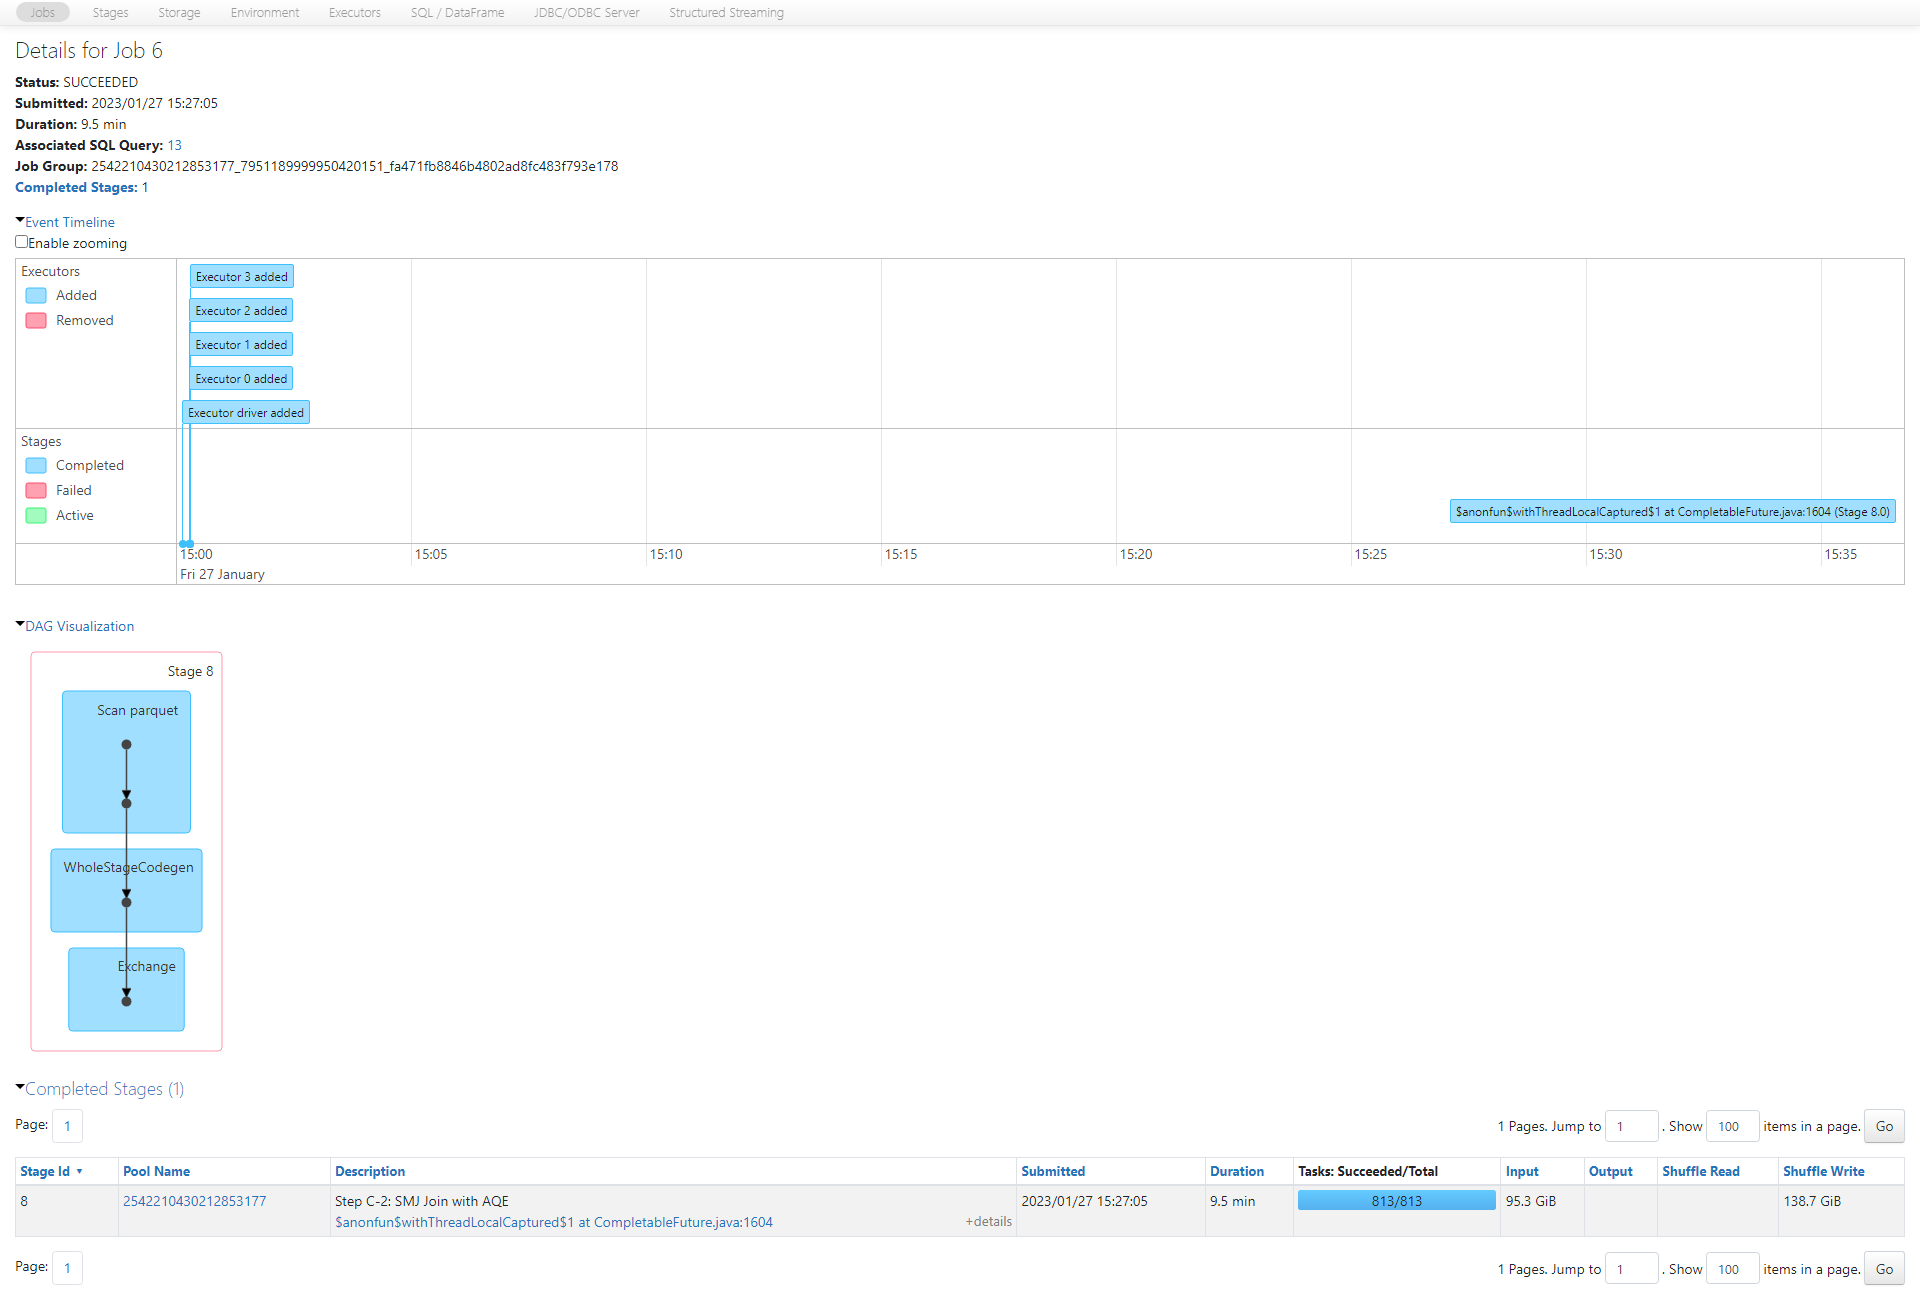 Jobs Stages Storage Environment Executors SQL / DataFrame JDBC/ODBC Server Structured Streaming
Details for Job 6
Status: SUCCEEDED
Submitted: 2023/01/27 15:27:05
Duration: 9.5 min
Associated SQL Query: 13
Job Group: 2542210430212853177_7951189999950420151_fa471fb8846b4802ad8fc483f793e178
Completed Stages: 1
Event Timeline
Enable zooming
Executors
Added
Removed
Executor 3 added
Executor 2 added
Executor 1 added
Executor 0 added
Executor driver added
Stages
Completed
Failed
Active
$anonfun$withThreadLocalCaptured$1 at CompletableFuture.java:1604 (Stage 8.0)
15:00 15:05 15:10 15:15 15:20 15:25 15:30 15:35
Fri 27 January
DAG Visualization
Stage 8
Scan parquet
WholeStageCodegen
Exchange
Completed Stages (1)
Page: 1 1 Pages. Jump to 1 . Show 100 items in a page. Go
Stage Id ▾ Pool Name Description Submitted Duration Tasks: Succeeded/Total Input Output Shuffle Read Shuffle Write
8 2542210430212853177 Step C-2: SMJ Join with AQE 2023/01/27 15:27:05 9.5 min 813/813 95.3 GiB 138.7 GiB
$anonfun$withThreadLocalCaptured$1 at CompletableFuture.java:1604 +details
Page: 1 1 Pages. Jump to 1 . Show 100 items in a page. Go